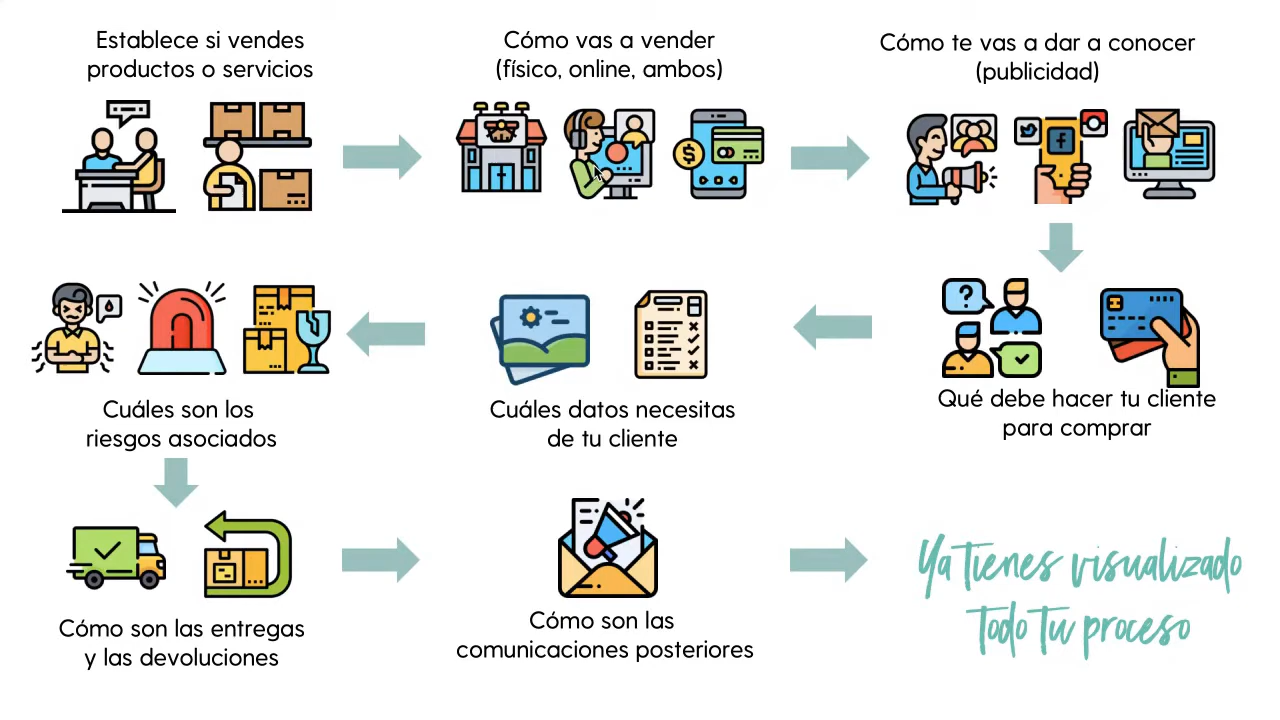 Establece si vendes
productos o servicios
Cómo vas a vender
(físico, online, ambos)
Cómo te vas a dar a conocer
(publicidad)
Qué debe hacer tu cliente
para comprar
Cuáles datos necesitas
de tu cliente
Cuáles son los
riesgos asociados
Cómo son las entregas
y las devoluciones
Cómo son las
comunicaciones posteriores
Ya tienes visualizado
todo tu proceso